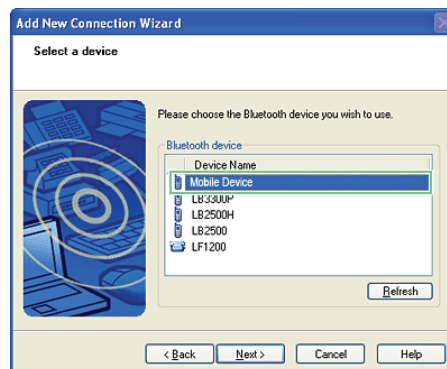 Add New Connection Wizard
Select a device
Please choose the Bluetooth device you wish to use.
Bluetooth device
Device Name
Mobile Device
LB3300P
LB2500H
LB2500
LF1200
Refresh
< Back Next > Cancel Help